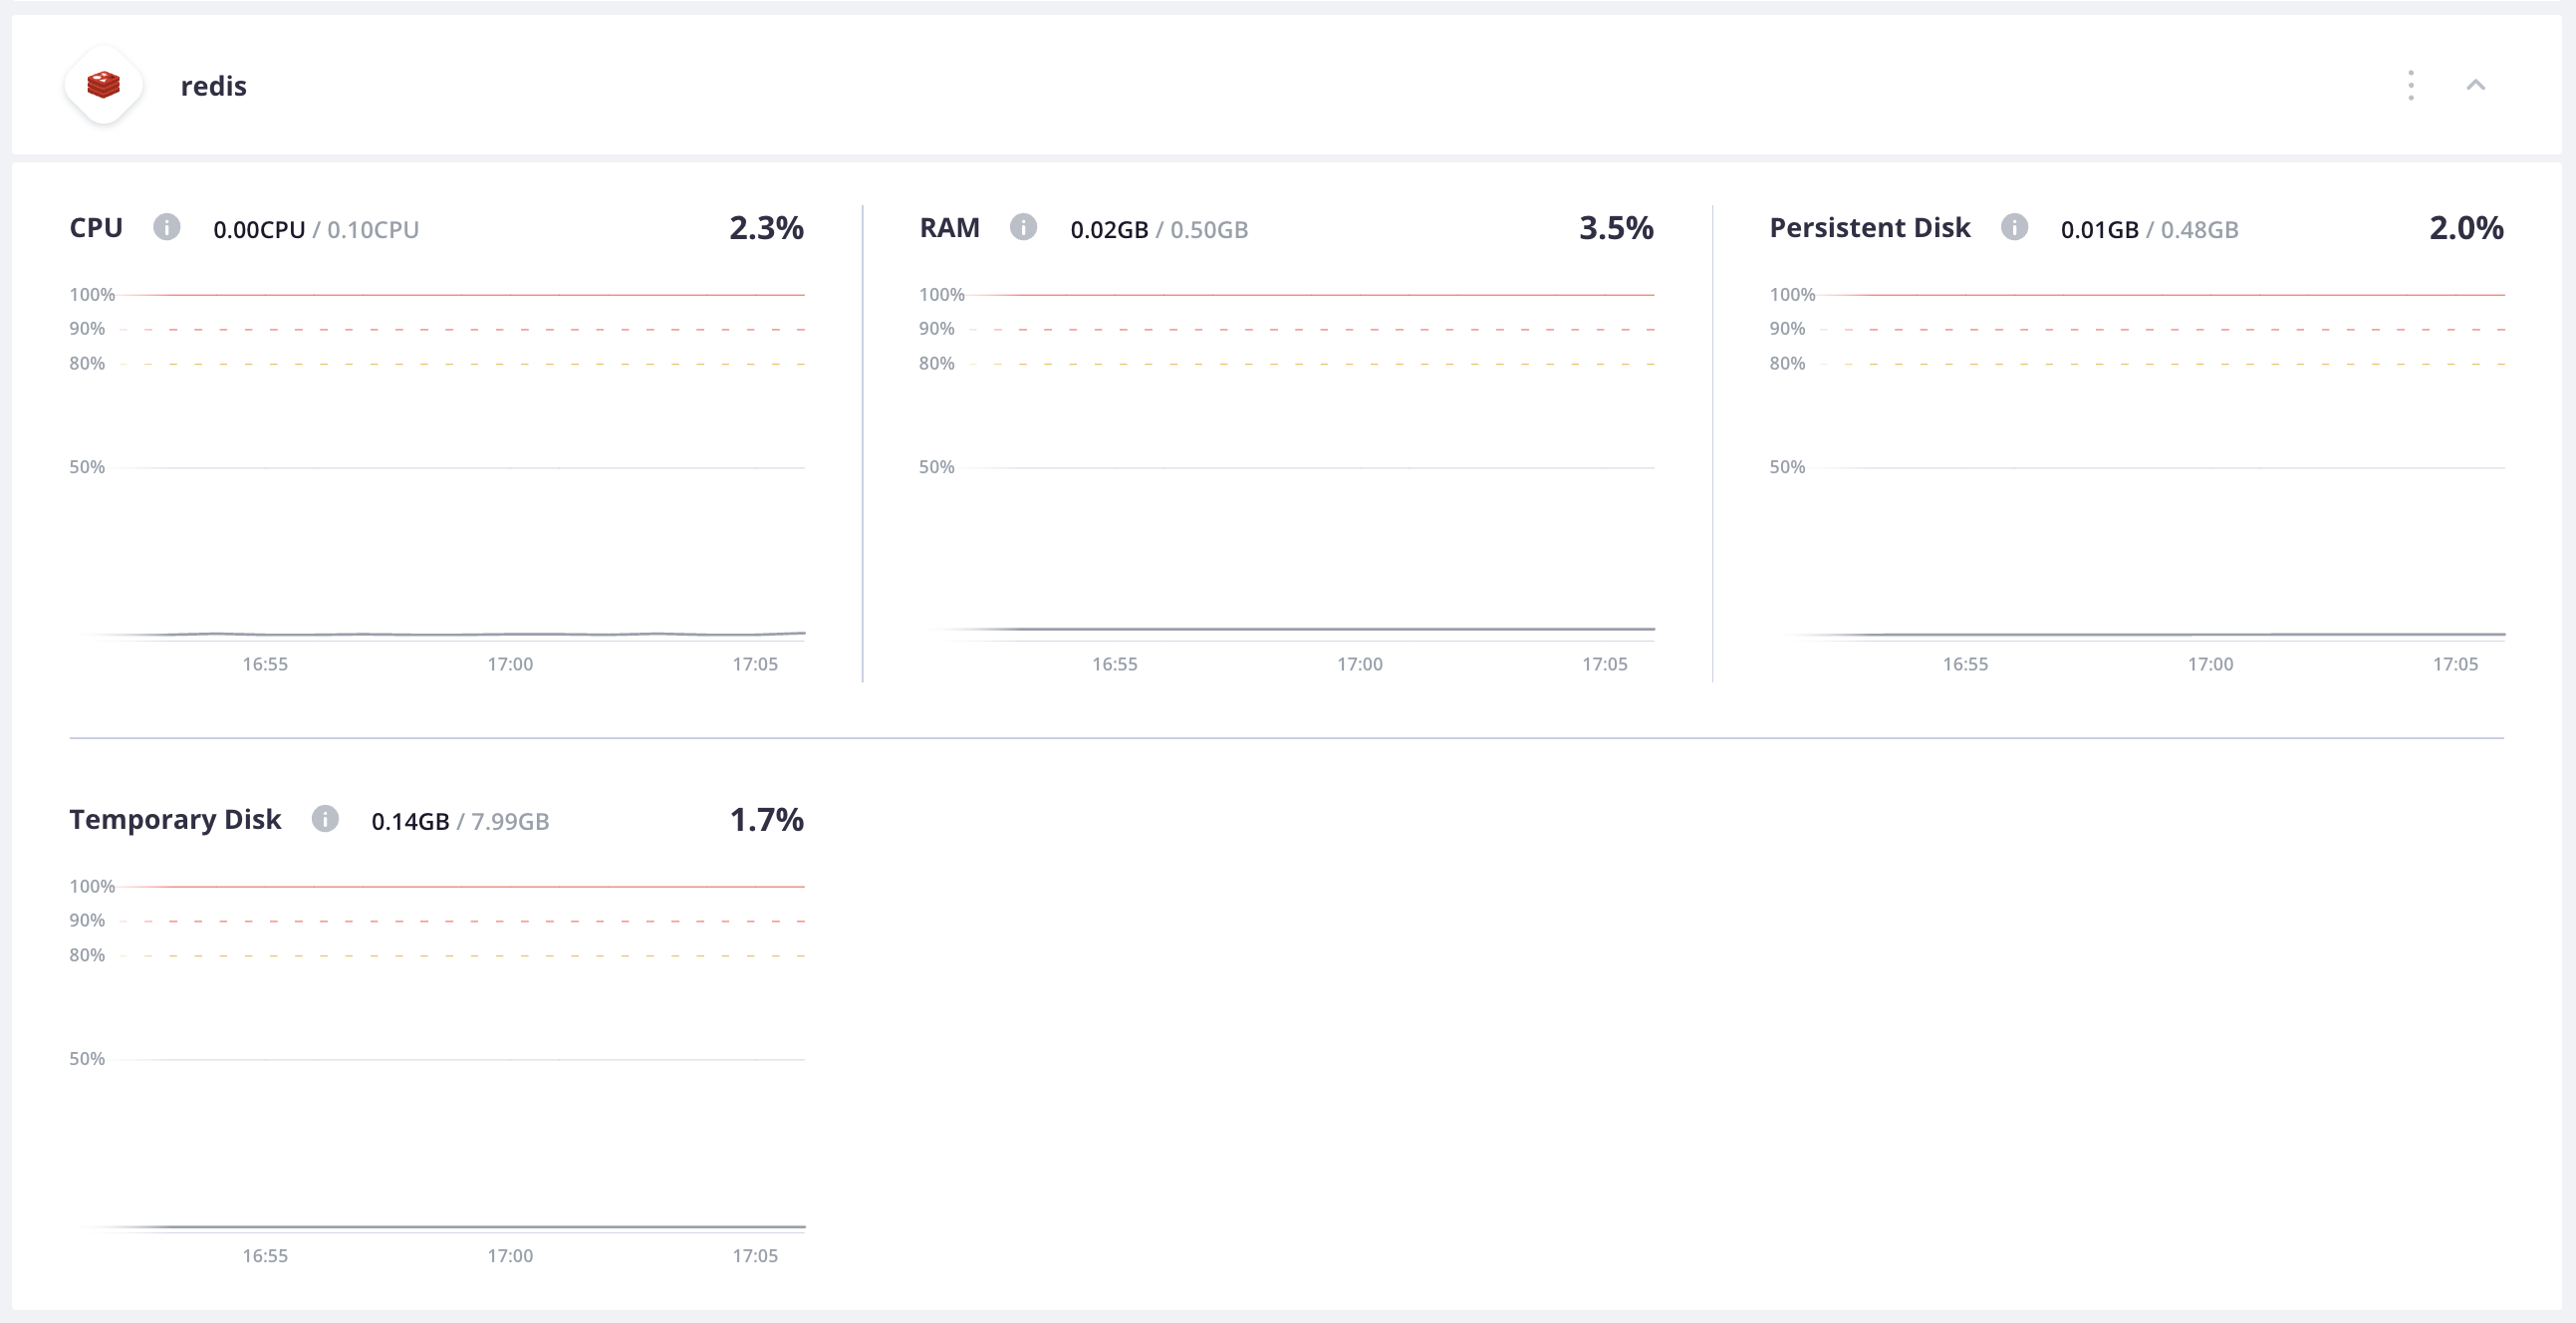 redis
CPU 0.00CPU / 0.10CPU 2.3%
100%
90%
80%
50%
16:55 17:00 17:05
RAM 0.02GB / 0.50GB 3.5%
100%
90%
80%
50%
16:55 17:00 17:05
Persistent Disk 0.01GB / 0.48GB 2.0%
100%
90%
80%
50%
16:55 17:00 17:05
Temporary Disk 0.14GB / 7.99GB 1.7%
100%
90%
80%
50%
16:55 17:00 17:05